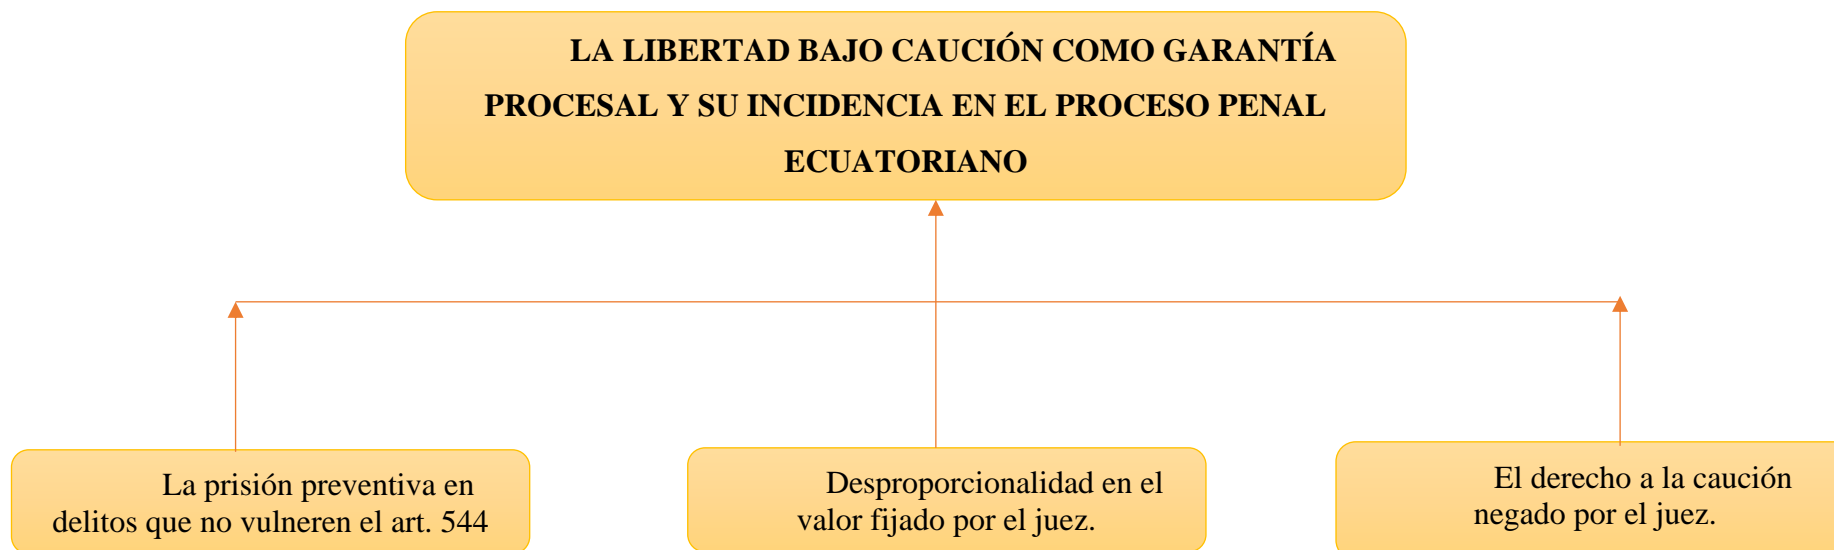 LA LIBERTAD BAJO CAUCIÓN COMO GARANTÍA
PROCESAL Y SU INCIDENCIA EN EL PROCESO PENAL
ECUATORIANO
La prisión preventiva en
delitos que no vulneren el art. 544
Desproporcionalidad en el
valor fijado por el juez.
El derecho a la caución
negado por el juez.